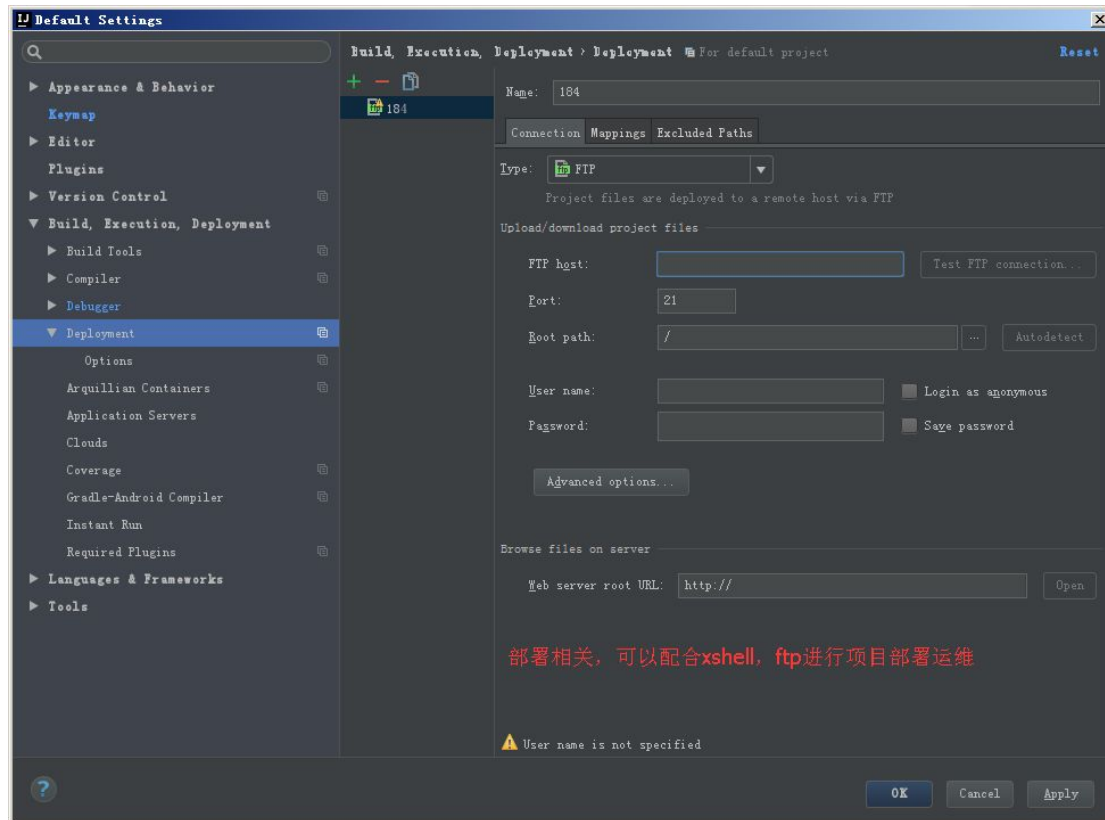 Default Settings
Build, Execution, Deployment › Deployment For default project Reset
Appearance & Behavior
Keymap
Editor
Plugins
Version Control
Build, Execution, Deployment
Build Tools
Compiler
Debugger
Deployment
Options
Arquillian Containers
Application Servers
Clouds
Coverage
Gradle-Android Compiler
Instant Run
Required Plugins
Languages & Frameworks
Tools
184
Name: 184
Connection Mappings Excluded Paths
Type: FTP
Project files are deployed to a remote host via FTP
Upload/download project files
FTP host: Test FTP connection...
Port: 21
Root path: / ... Autodetect
User name: Login as anonymous
Password: Save password
Advanced options...
Browse files on server
Web server root URL: http:// Open
部署相关，可以配合xshell，ftp进行项目部署运维
User name is not specified
? OK Cancel Apply